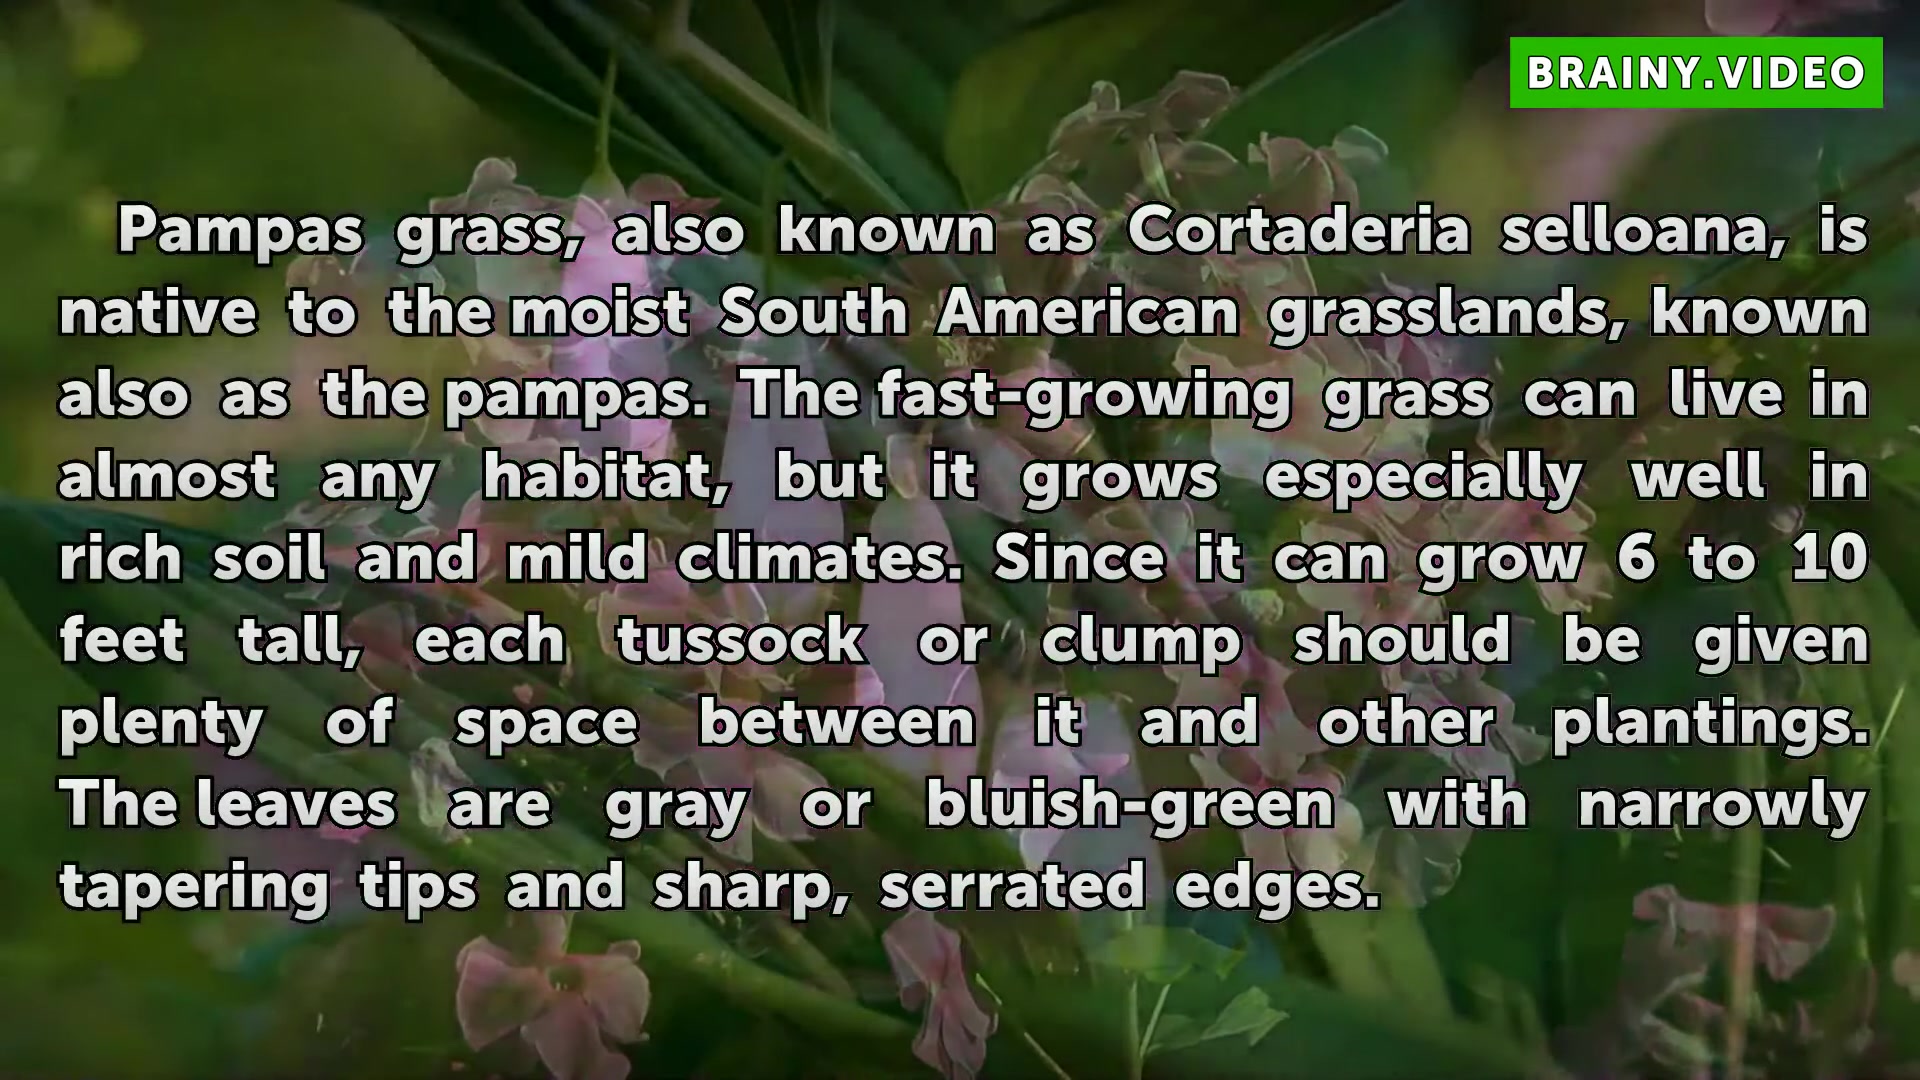 BRAINY.VIDEO
Pampas grass, also known as Cortaderia selloana, is
native to the moist South American grasslands, known
also as the pampas. The fast-growing grass can live in
almost any habitat, but it grows especially well in
rich soil and mild climates. Since it can grow 6 to 10
feet tall, each tussock or clump should be given
plenty of space between it and other plantings.
The leaves are gray or bluish-green with narrowly
tapering tips and sharp, serrated edges.